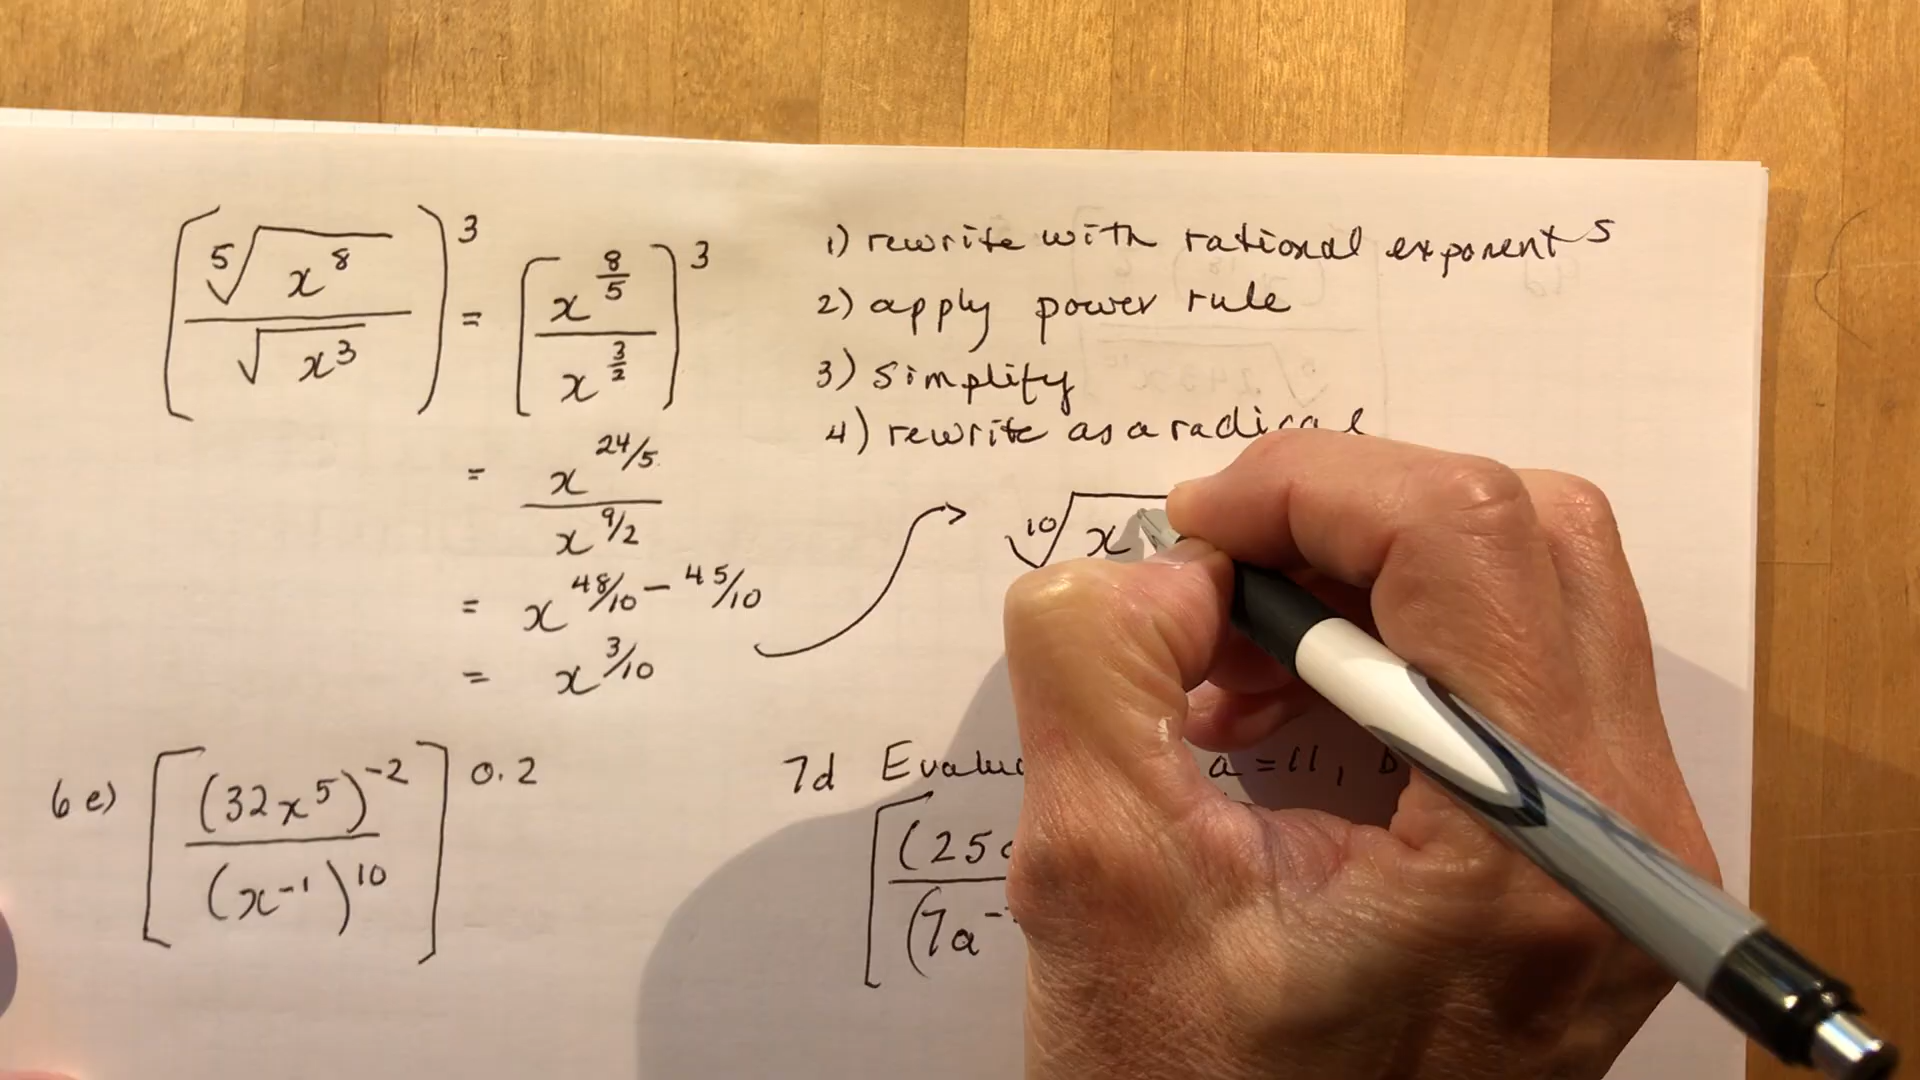 (⁵√x⁸ / √x³)³ = [x^(8/5) / x^(3/2)]³
= x^(24/5) / x^(9/2)
= x^(48/10 - 45/10)
= x^(3/10)
1) rewrite with rational exponents
2) apply power rule
3) simplify
4) rewrite as a radical
¹⁰√x
6e) [(32x⁵)⁻² / (x⁻¹)¹⁰]^0.2
7d a = 11,
[(25
(7a⁻